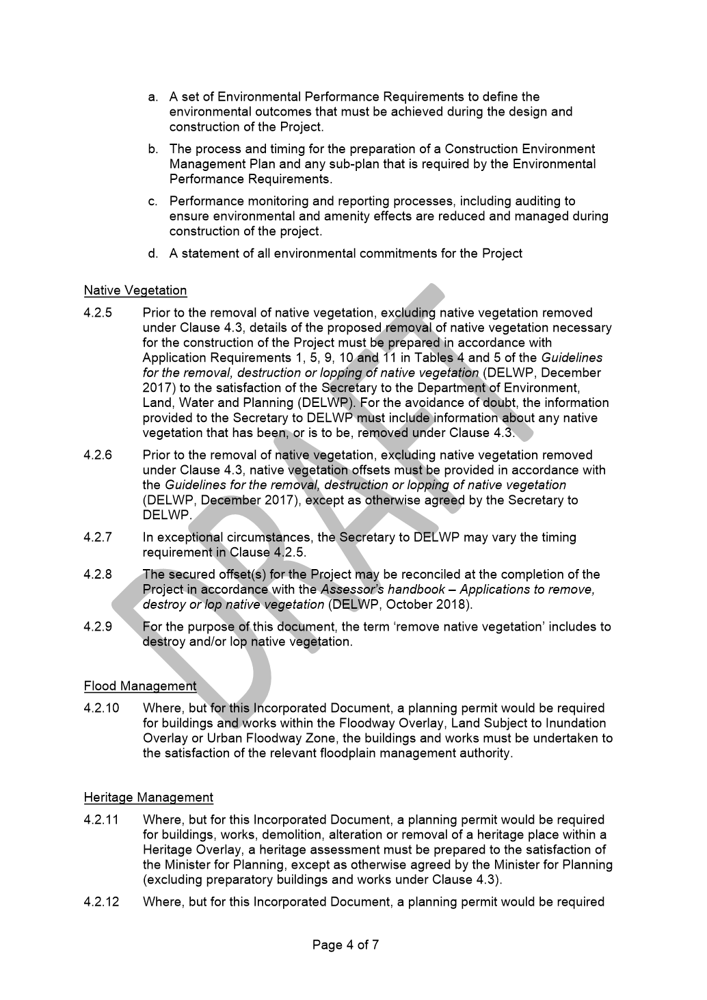 a. A set of Environmental Performance Requirements to define the
environmental outcomes that must be achieved during the design and
construction of the Project.
b. The process and timing for the preparation of a Construction Environment
Management Plan and any sub-plan that is required by the Environmental
Performance Requirements.
c. Performance monitoring and reporting processes, including auditing to
ensure environmental and amenity effects are reduced and managed during
construction of the project.
d. A statement of all environmental commitments for the Project
Native Vegetation
4.2.5 Prior to the removal of native vegetation, excluding native vegetation removed
under Clause 4.3, details of the proposed removal of native vegetation necessary
for the construction of the Project must be prepared in accordance with
Application Requirements 1, 5, 9, 10 and 11 in Tables 4 and 5 of the Guidelines
for the removal, destruction or lopping of native vegetation (DELWP, December
2017) to the satisfaction of the Secretary to the Department of Environment,
Land, Water and Planning (DELWP). For the avoidance of doubt, the information
provided to the Secretary to DELWP must include information about any native
vegetation that has been, or is to be, removed under Clause 4.3.
4.2.6 Prior to the removal of native vegetation, excluding native vegetation removed
under Clause 4.3, native vegetation offsets must be provided in accordance with
the Guidelines for the removal, destruction or lopping of native vegetation
(DELWP, December 2017), except as otherwise agreed by the Secretary to
DELWP.
4.2.7 In exceptional circumstances, the Secretary to DELWP may vary the timing
requirement in Clause 4.2.5.
4.2.8 The secured offset(s) for the Project may be reconciled at the completion of the
Project in accordance with the Assessor’s handbook – Applications to remove,
destroy or lop native vegetation (DELWP, October 2018).
4.2.9 For the purpose of this document, the term ‘remove native vegetation’ includes to
destroy and/or lop native vegetation.
Flood Management
4.2.10 Where, but for this Incorporated Document, a planning permit would be required
for buildings and works within the Floodway Overlay, Land Subject to Inundation
Overlay or Urban Floodway Zone, the buildings and works must be undertaken to
the satisfaction of the relevant floodplain management authority.
Heritage Management
4.2.11 Where, but for this Incorporated Document, a planning permit would be required
for buildings, works, demolition, alteration or removal of a heritage place within a
Heritage Overlay, a heritage assessment must be prepared to the satisfaction of
the Minister for Planning, except as otherwise agreed by the Minister for Planning
(excluding preparatory buildings and works under Clause 4.3).
4.2.12 Where, but for this Incorporated Document, a planning permit would be required
Page 4 of 7
DRAFT